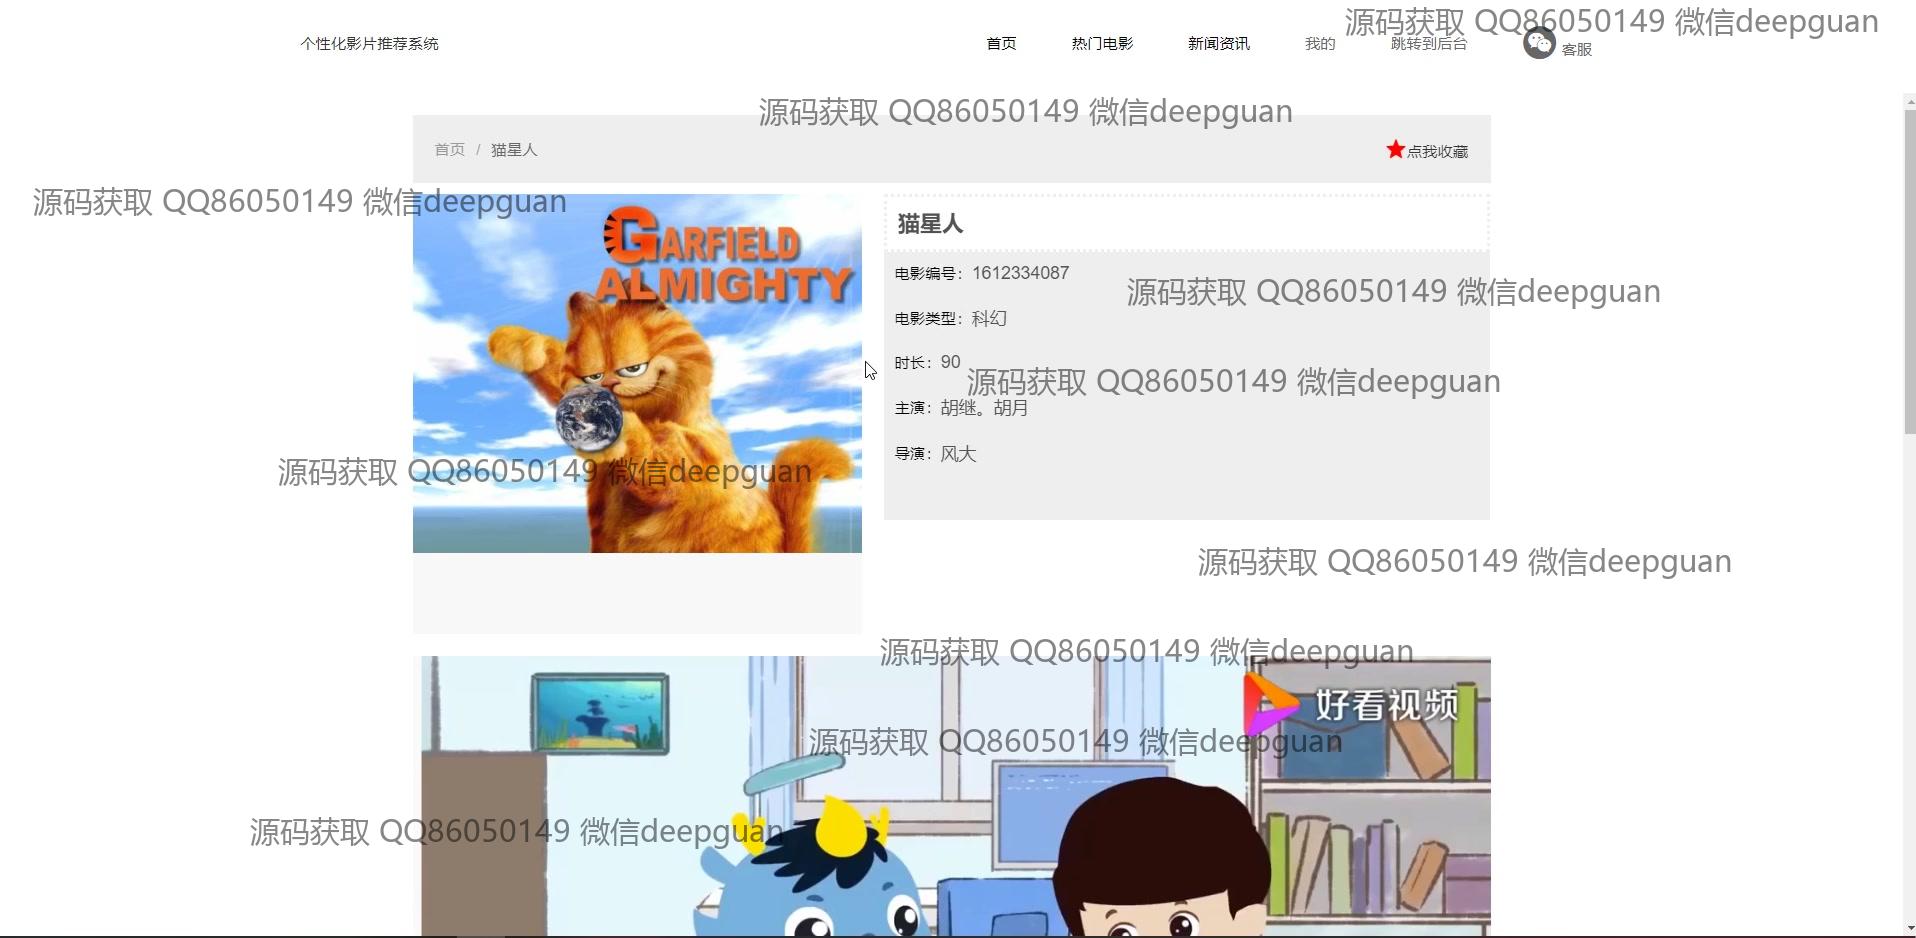 源码获取 QQ86050149 微信deepguan
个性化影片推荐系统
首页
热门电影
新闻资讯
我的
跳转到后台
客服
源码获取 QQ86050149 微信deepguan
首页 / 猫星人
点我收藏
源码获取 QQ86050149 微信deepguan
GARFIELD
ALMIGHTY
猫星人
电影编号：1612334087
源码获取 QQ86050149 微信deepguan
电影类型：科幻
时长：90
源码获取 QQ86050149 微信deepguan
主演：胡继。胡月
导演：风大
源码获取 QQ86050149 微信deepguan
源码获取 QQ86050149 微信deepguan
源码获取 QQ86050149 微信deepguan
好看视频
源码获取 QQ86050149 微信deepguan
源码获取 QQ86050149 微信deepguan